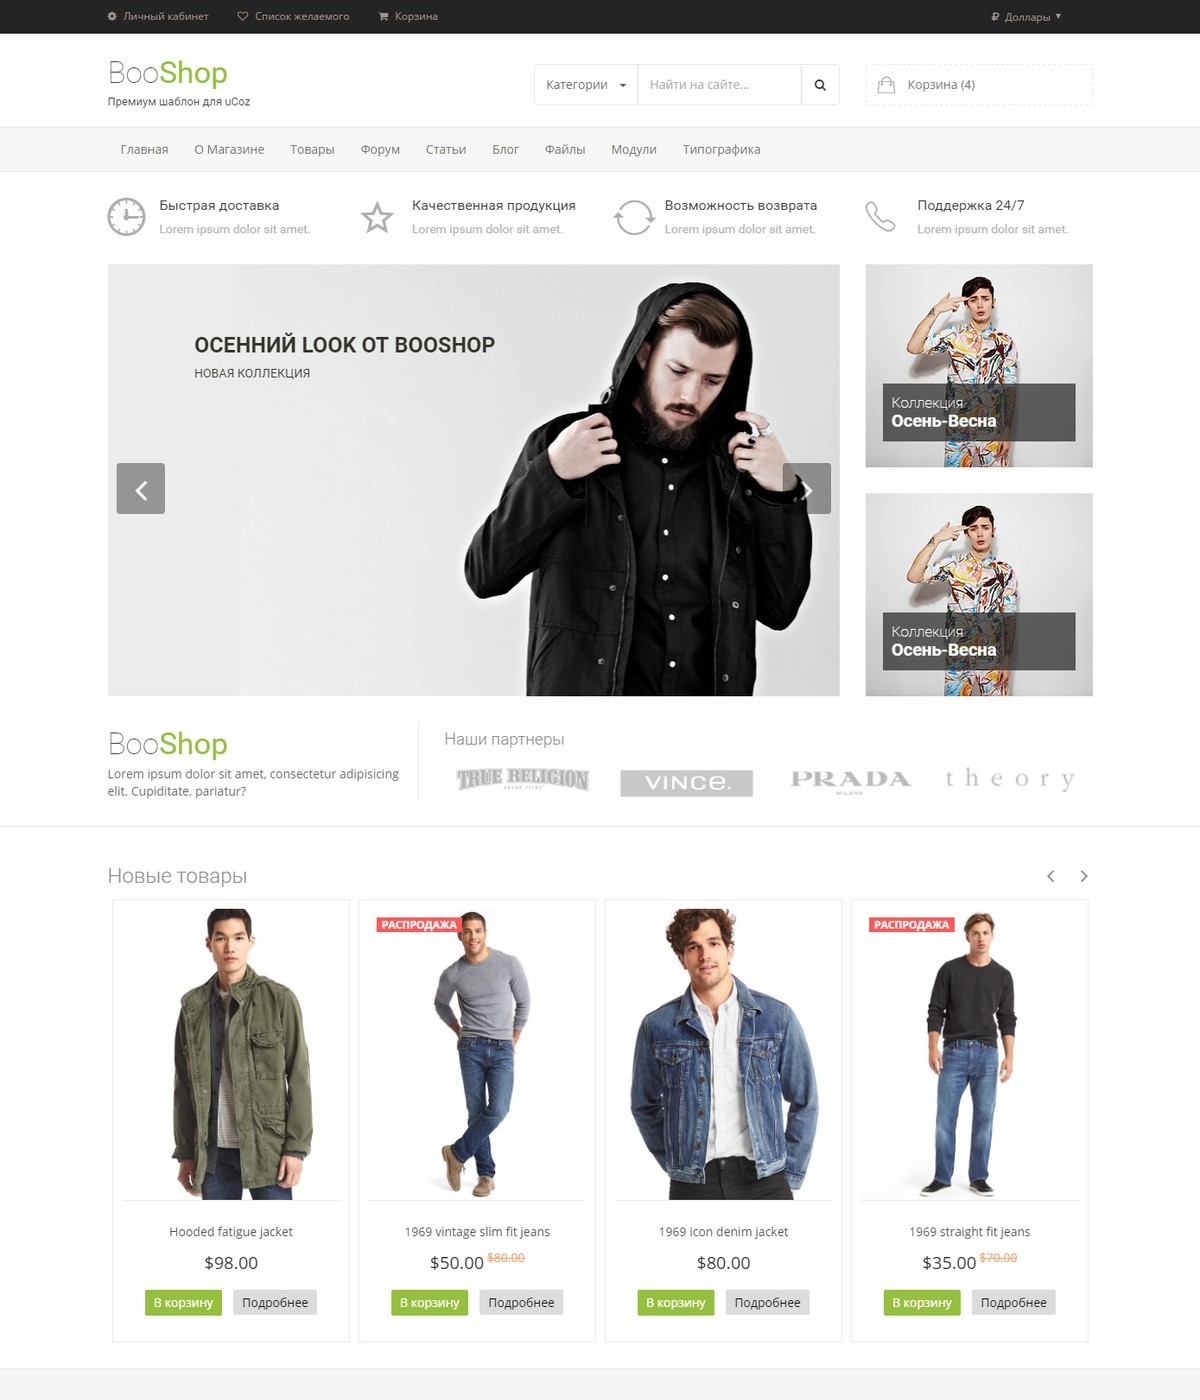 Личный кабинет
Список желаемого
Корзина
Доллары
BooShop
Премиум шаблон для uCoz
Категории
Найти на сайте...
Корзина (4)
Главная
О Магазине
Товары
Форум
Статьи
Блог
Файлы
Модули
Типографика
Быстрая доставка
Lorem ipsum dolor sit amet.
Качественная продукция
Lorem ipsum dolor sit amet.
Возможность возврата
Lorem ipsum dolor sit amet.
Поддержка 24/7
Lorem ipsum dolor sit amet.
ОСЕННИЙ LOOK ОТ BOOSHOP
НОВАЯ КОЛЛЕКЦИЯ
Коллекция
Осень-Весна
Коллекция
Осень-Весна
BooShop
Lorem ipsum dolor sit amet, consectetur adipisicing
elit. Cupiditate, pariatur?
Наши партнеры
TRUE RELIGION
BRAND JEANS
VINCE.
PRADA
MILANO
theory
Новые товары
Hooded fatigue jacket
$98.00
В корзину
Подробнее
РАСПРОДАЖА
1969 vintage slim fit jeans
$50.00 $80.00
В корзину
Подробнее
1969 icon denim jacket
$80.00
В корзину
Подробнее
РАСПРОДАЖА
1969 straight fit jeans
$35.00 $70.00
В корзину
Подробнее